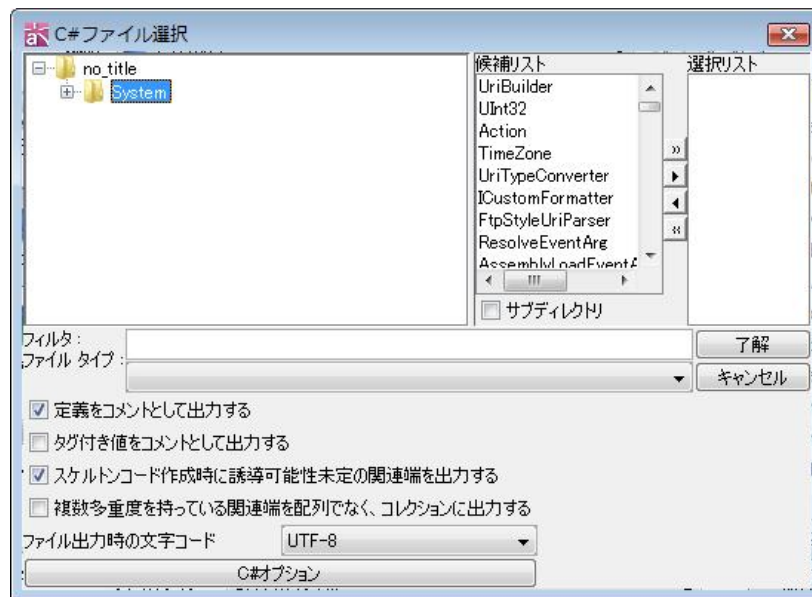 C#ファイル選択
no_title
System
候補リスト
UriBuilder
UInt32
Action
TimeZone
UriTypeConverter
ICustomFormatter
FtpStyleUriParser
ResolveEventArg
AssemblyLoadEventA
サブディレクトリ
選択リスト
フィルタ :
ファイル タイプ :
了解
キャンセル
定義をコメントとして出力する
タグ付き値をコメントとして出力する
スケルトンコード作成時に誘導可能性未定の関連端を出力する
複数多重度を持っている関連端を配列でなく、コレクションに出力する
ファイル出力時の文字コード UTF-8
C#オプション